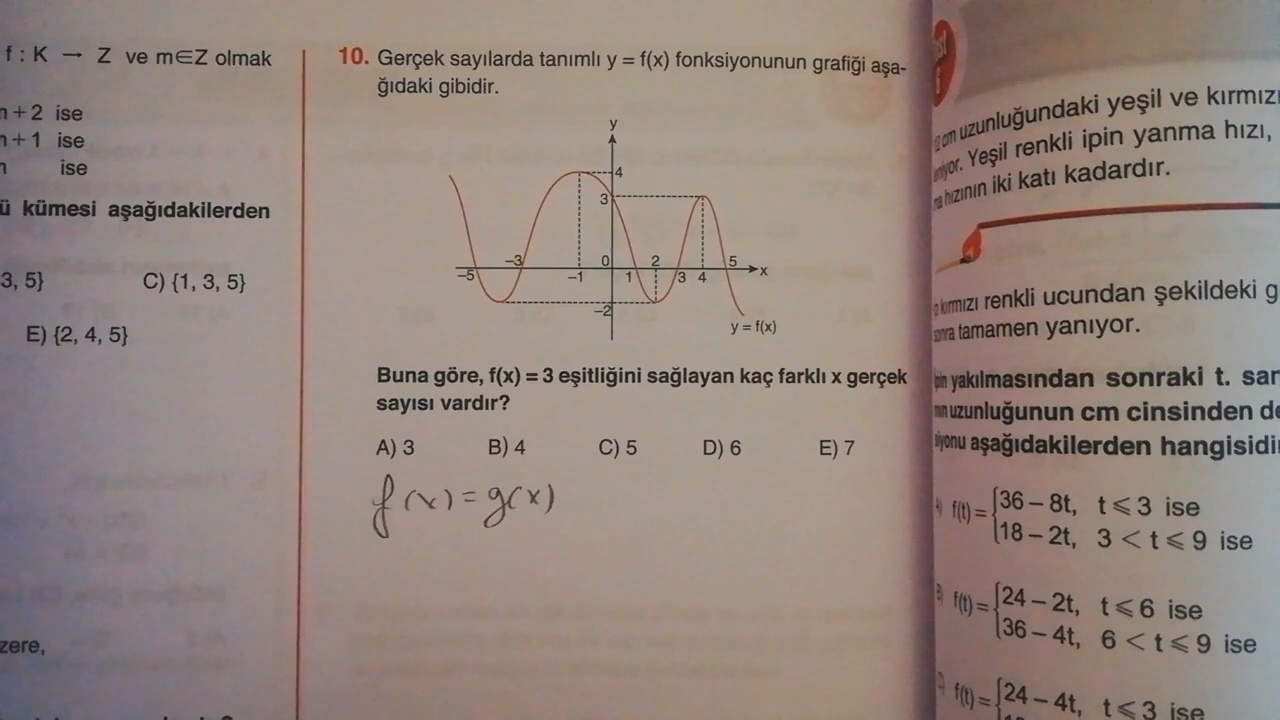 f : K → Z ve m∈Z olmak
n+2 ise
n+1 ise
ise
ü kümesi aşağıdakilerden
3, 5}
C) {1, 3, 5}
E) {2, 4, 5}
zere,
10. Gerçek sayılarda tanımlı y = f(x) fonksiyonunun grafiği aşa-
ğıdaki gibidir.
y
4
3
–5
–3
–1
0
1
2
3
4
5
x
–2
y = f(x)
Buna göre, f(x) = 3 eşitliğini sağlayan kaç farklı x gerçek
sayısı vardır?
A) 3 B) 4 C) 5 D) 6 E) 7
f(x) = g(x)
cm uzunluğundaki yeşil ve kırmızı
Yeşil renkli ipin yanma hızı,
hızının iki katı kadardır.
kırmızı renkli ucundan şekildeki g
tamamen yanıyor.
yakılmasından sonraki t. san
uzunluğunun cm cinsinden de
aşağıdakilerden hangisidi
f(t) = {36 – 8t, t ⩽ 3 ise
18 – 2t, 3 < t ⩽ 9 ise
f(t) = {24 – 2t, t ⩽ 6 ise
36 – 4t, 6 < t ⩽ 9 ise
f(t) = {24 – 4t, t ⩽ 3 ise